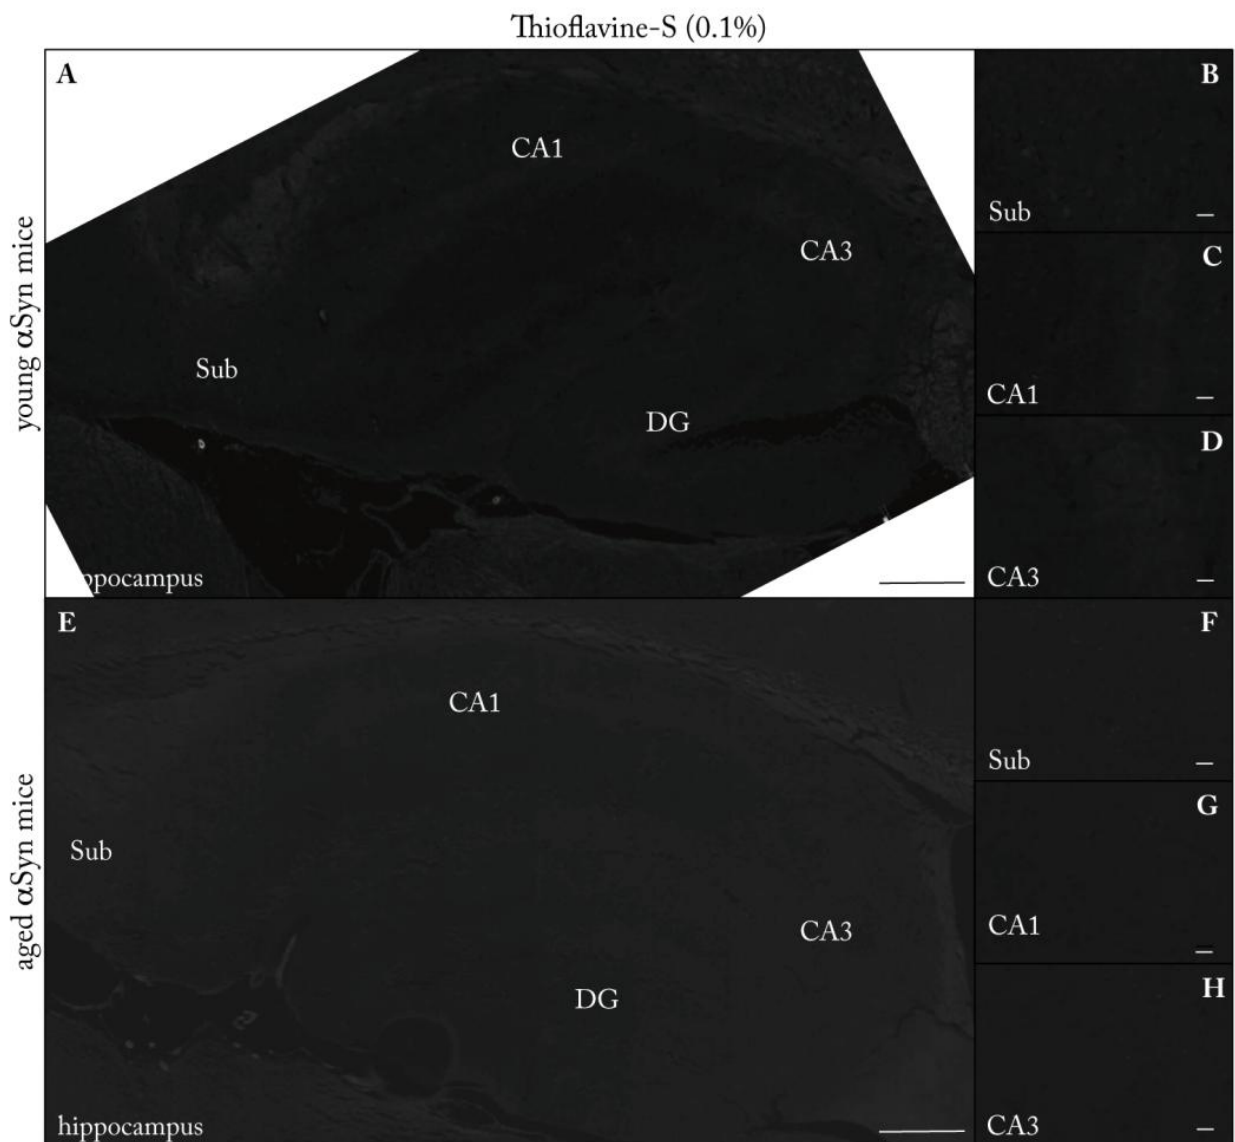 Thioflavine-S (0.1%)
young αSyn mice
A
CA1
CA3
Sub
DG
ppocampus
B
Sub
C
CA1
D
CA3
aged αSyn mice
E
CA1
Sub
CA3
DG
hippocampus
F
Sub
G
CA1
H
CA3